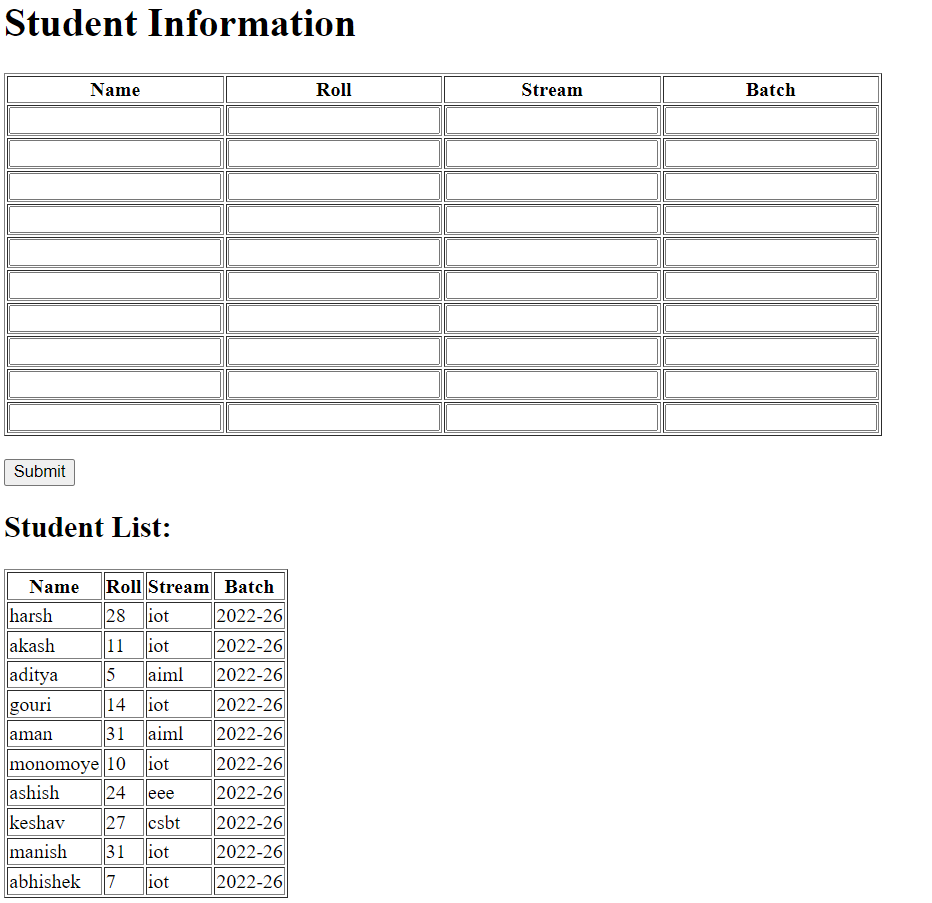 Student Information
Name Roll Stream Batch
Submit
Student List:
Name Roll Stream Batch
harsh 28 iot 2022-26
akash 11 iot 2022-26
aditya 5 aiml 2022-26
gouri 14 iot 2022-26
aman 31 aiml 2022-26
monomoye 10 iot 2022-26
ashish 24 eee 2022-26
keshav 27 csbt 2022-26
manish 31 iot 2022-26
abhishek 7 iot 2022-26